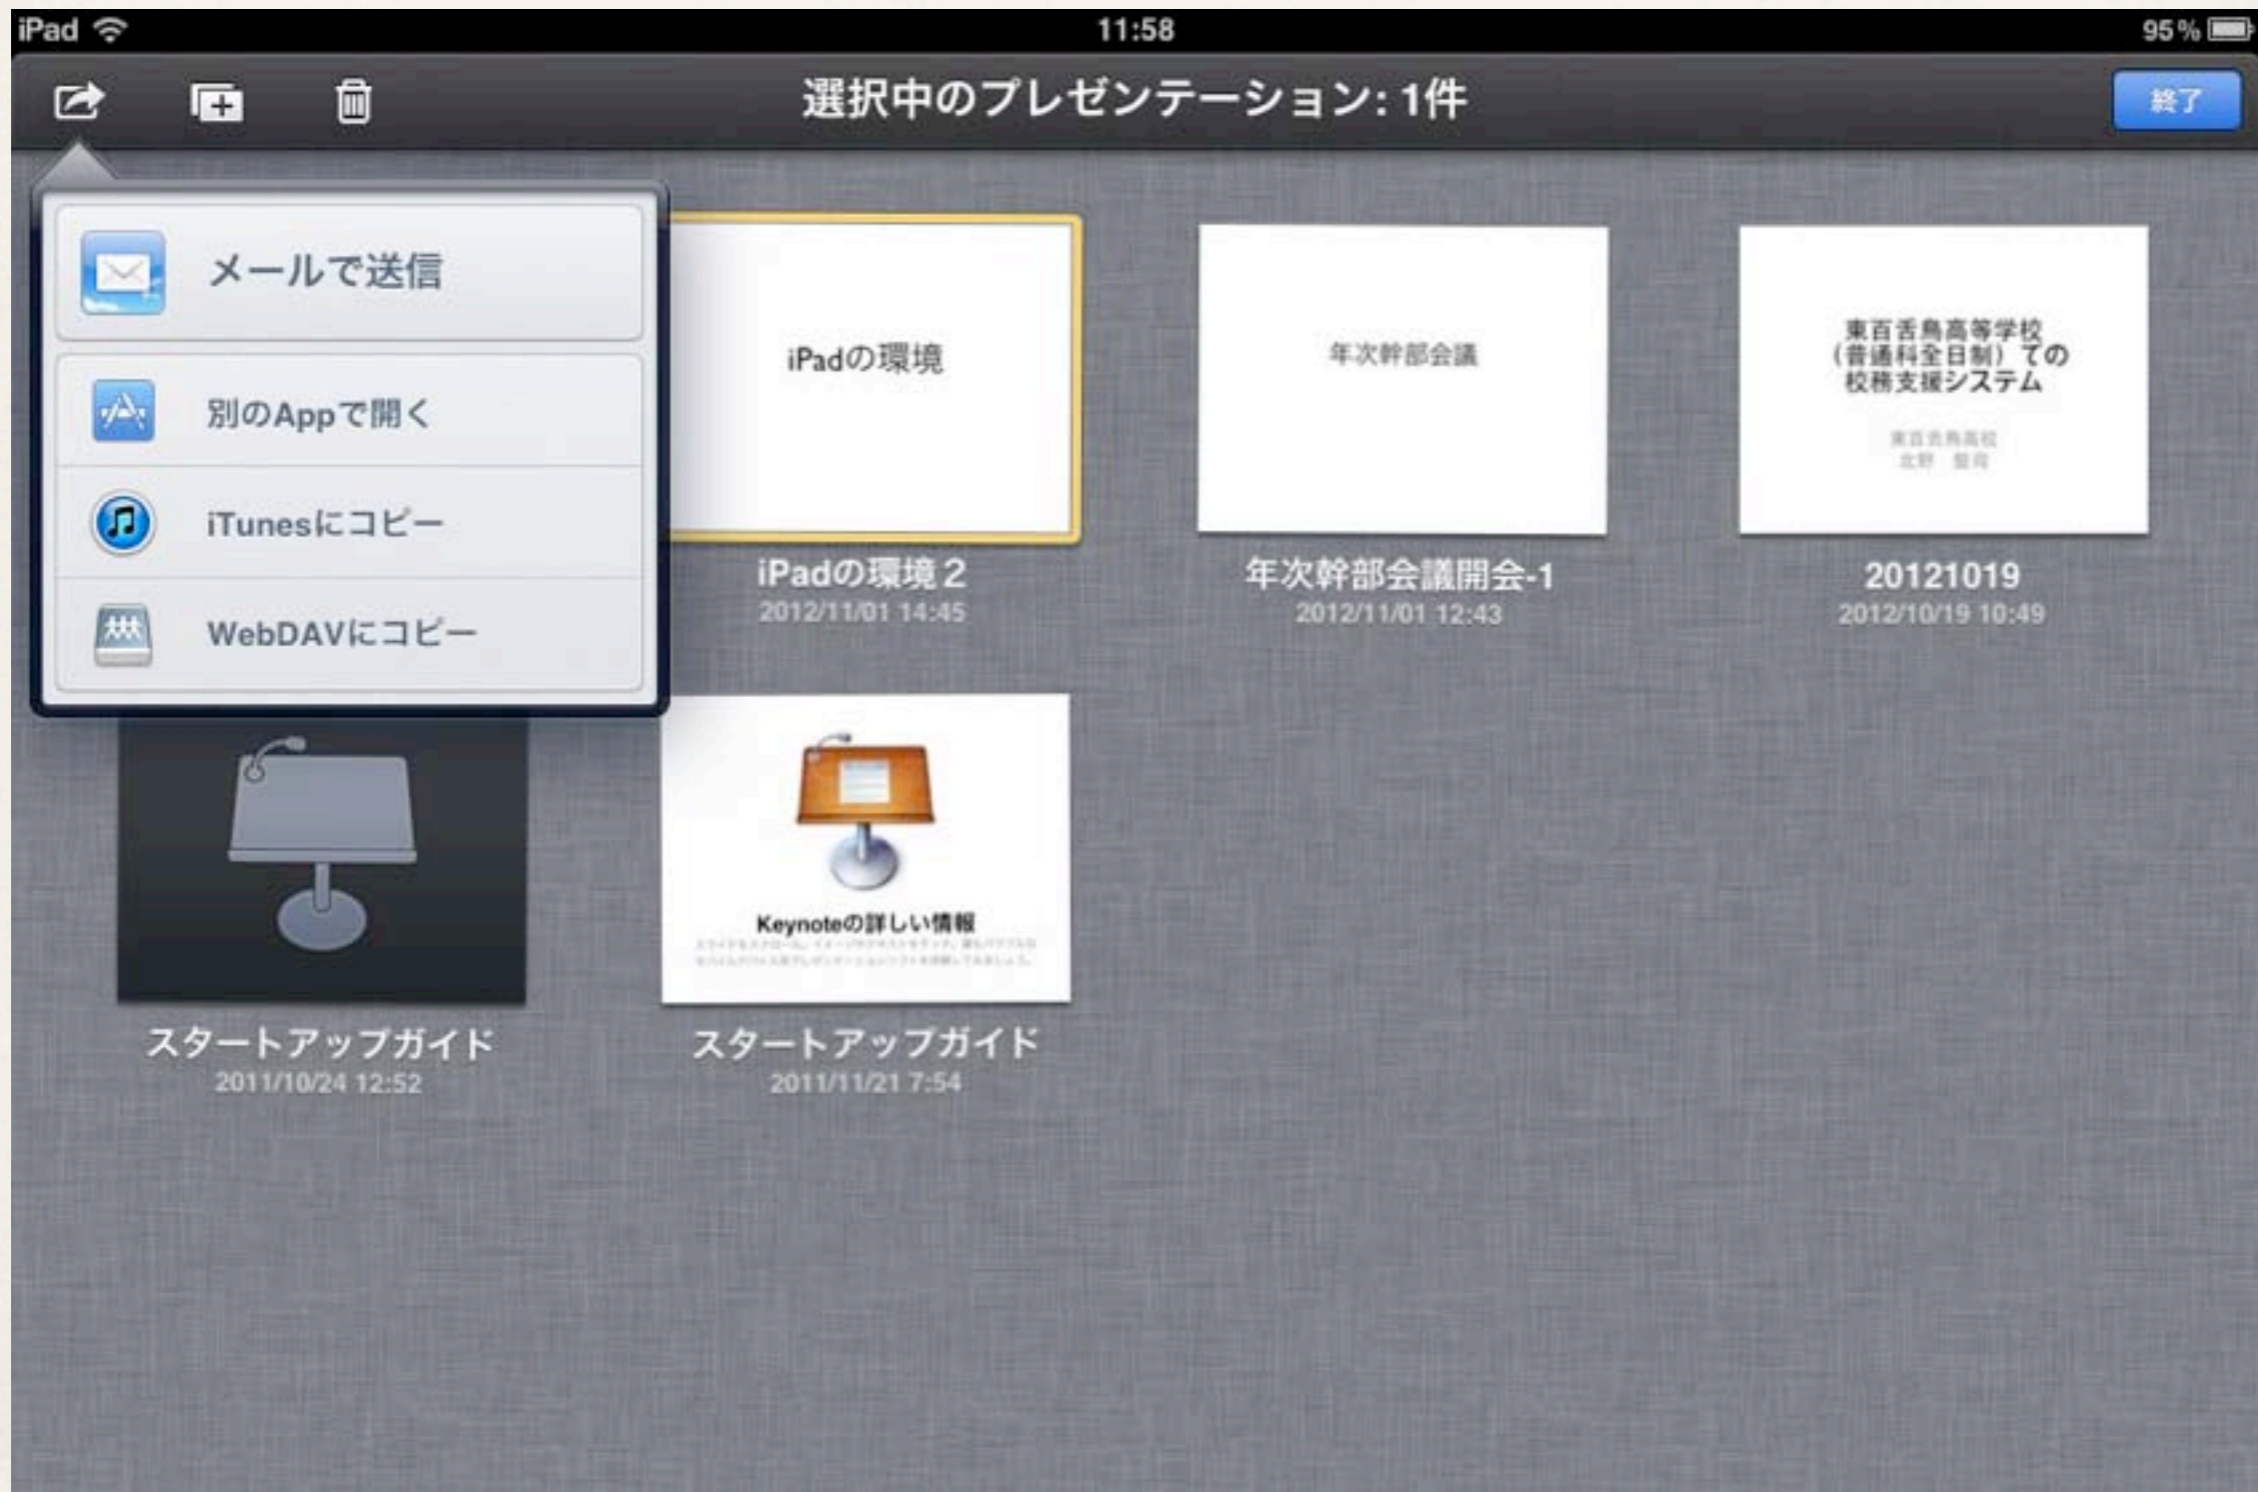 iPad
11:58
95%
選択中のプレゼンテーション: 1件
終了
メールで送信
別のAppで開く
iTunesにコピー
WebDAVにコピー
iPadの環境
iPadの環境２
2012/11/01 14:45
年次幹部会議
年次幹部会議開会-1
2012/11/01 12:43
東百舌鳥高等学校
(普通科全日制）での
校務支援システム
東百舌鳥高校
北野
20121019
2012/10/19 10:49
スタートアップガイド
2011/10/24 12:52
Keynoteの詳しい情報
スタートアップガイド
2011/11/21 7:54